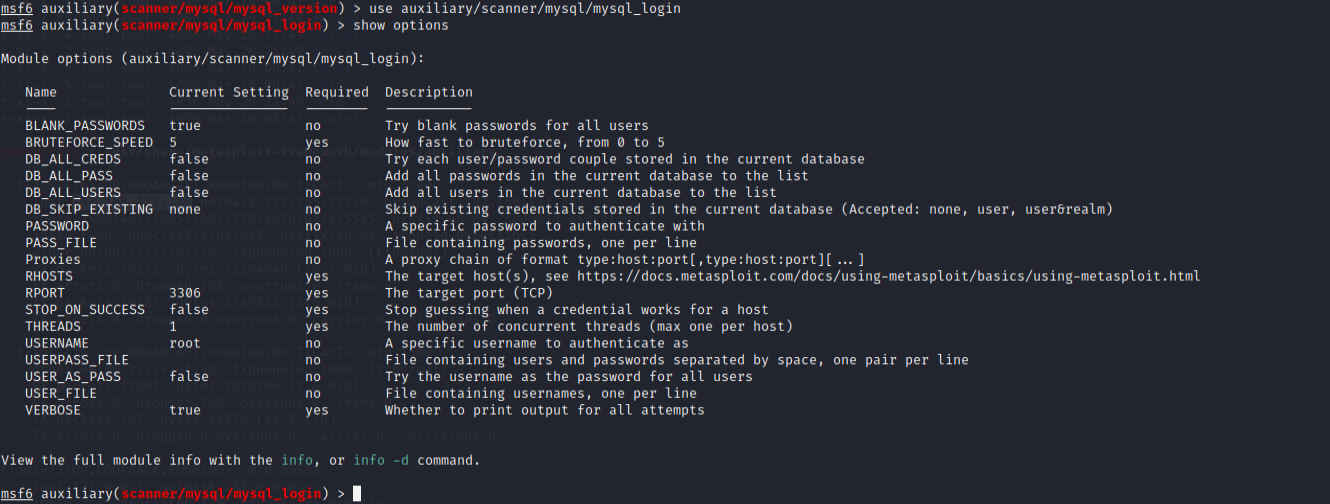 msf6 auxiliary(scanner/mysql/mysql_version) > use auxiliary/scanner/mysql/mysql_login
msf6 auxiliary(scanner/mysql/mysql_login) > show options
Module options (auxiliary/scanner/mysql/mysql_login):
Name Current Setting Required Description
BLANK_PASSWORDS true no Try blank passwords for all users
BRUTEFORCE_SPEED 5 yes How fast to bruteforce, from 0 to 5
DB_ALL_CREDS false no Try each user/password couple stored in the current database
DB_ALL_PASS false no Add all passwords in the current database to the list
DB_ALL_USERS false no Add all users in the current database to the list
DB_SKIP_EXISTING none no Skip existing credentials stored in the current database (Accepted: none, user, user&realm)
PASSWORD no A specific password to authenticate with
PASS_FILE no File containing passwords, one per line
Proxies no A proxy chain of format type:host:port[,type:host:port][...]
RHOSTS yes The target host(s), see https://docs.metasploit.com/docs/using-metasploit/basics/using-metasploit.html
RPORT 3306 yes The target port (TCP)
STOP_ON_SUCCESS false yes Stop guessing when a credential works for a host
THREADS 1 yes The number of concurrent threads (max one per host)
USERNAME root no A specific username to authenticate as
USERPASS_FILE no File containing users and passwords separated by space, one pair per line
USER_AS_PASS false no Try the username as the password for all users
USER_FILE no File containing usernames, one per line
VERBOSE true yes Whether to print output for all attempts
View the full module info with the info, or info -d command.
msf6 auxiliary(scanner/mysql/mysql_login) >